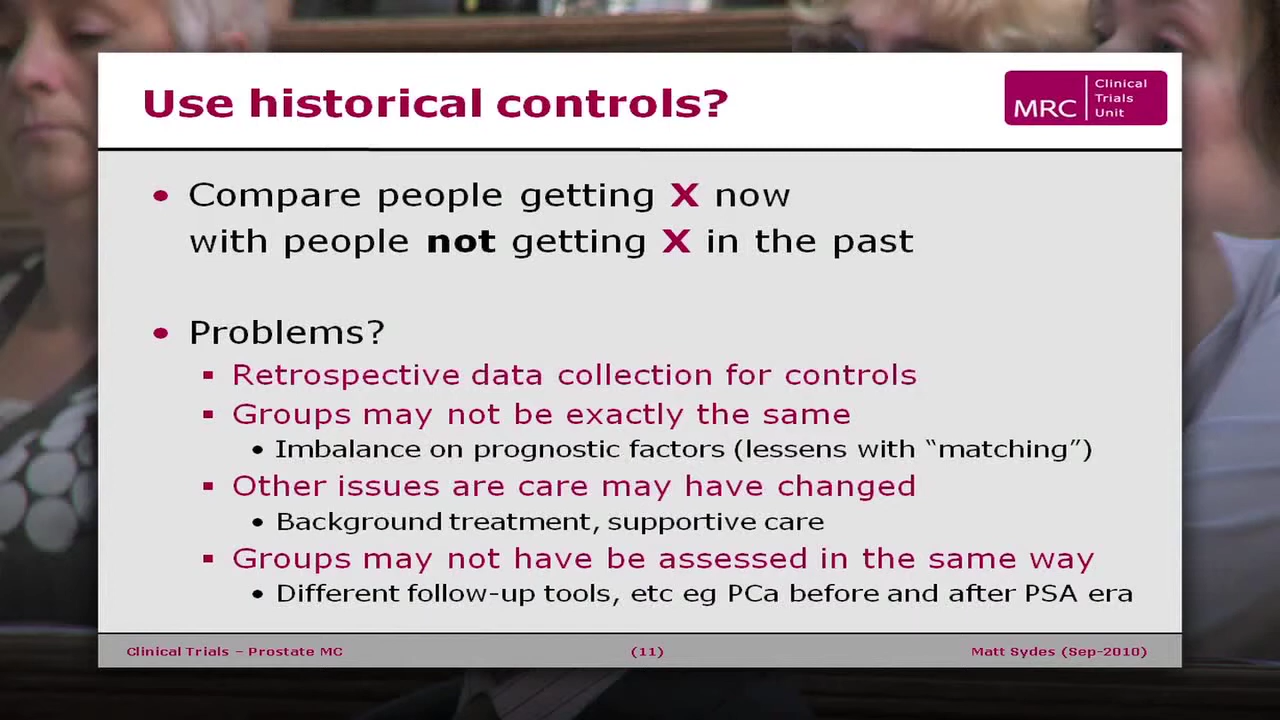 Use historical controls?
MRC
Clinical
Trials
Unit
• Compare people getting X now
with people not getting X in the past
• Problems?
▪ Retrospective data collection for controls
▪ Groups may not be exactly the same
• Imbalance on prognostic factors (lessens with “matching”)
▪ Other issues are care may have changed
• Background treatment, supportive care
▪ Groups may not have be assessed in the same way
• Different follow-up tools, etc eg PCa before and after PSA era
Clinical Trials – Prostate MC
(11)
Matt Sydes (Sep-2010)